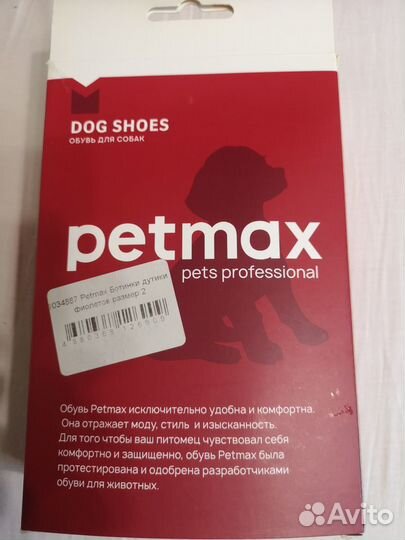 DOG SHOES
ОБУВЬ ДЛЯ СОБАК
petmax
pets professional
034887 Petmax Ботинки дутики
фиолетов размер 2
Обувь Petmax исключительно удобна и комфортна.
Она отражает моду, стиль и изысканность.
Для того чтобы ваш питомец чувствовал себя
комфортно и защищенно, обувь Petmax была
протестирована и одобрена разработчиками
обуви для животных.
Avito